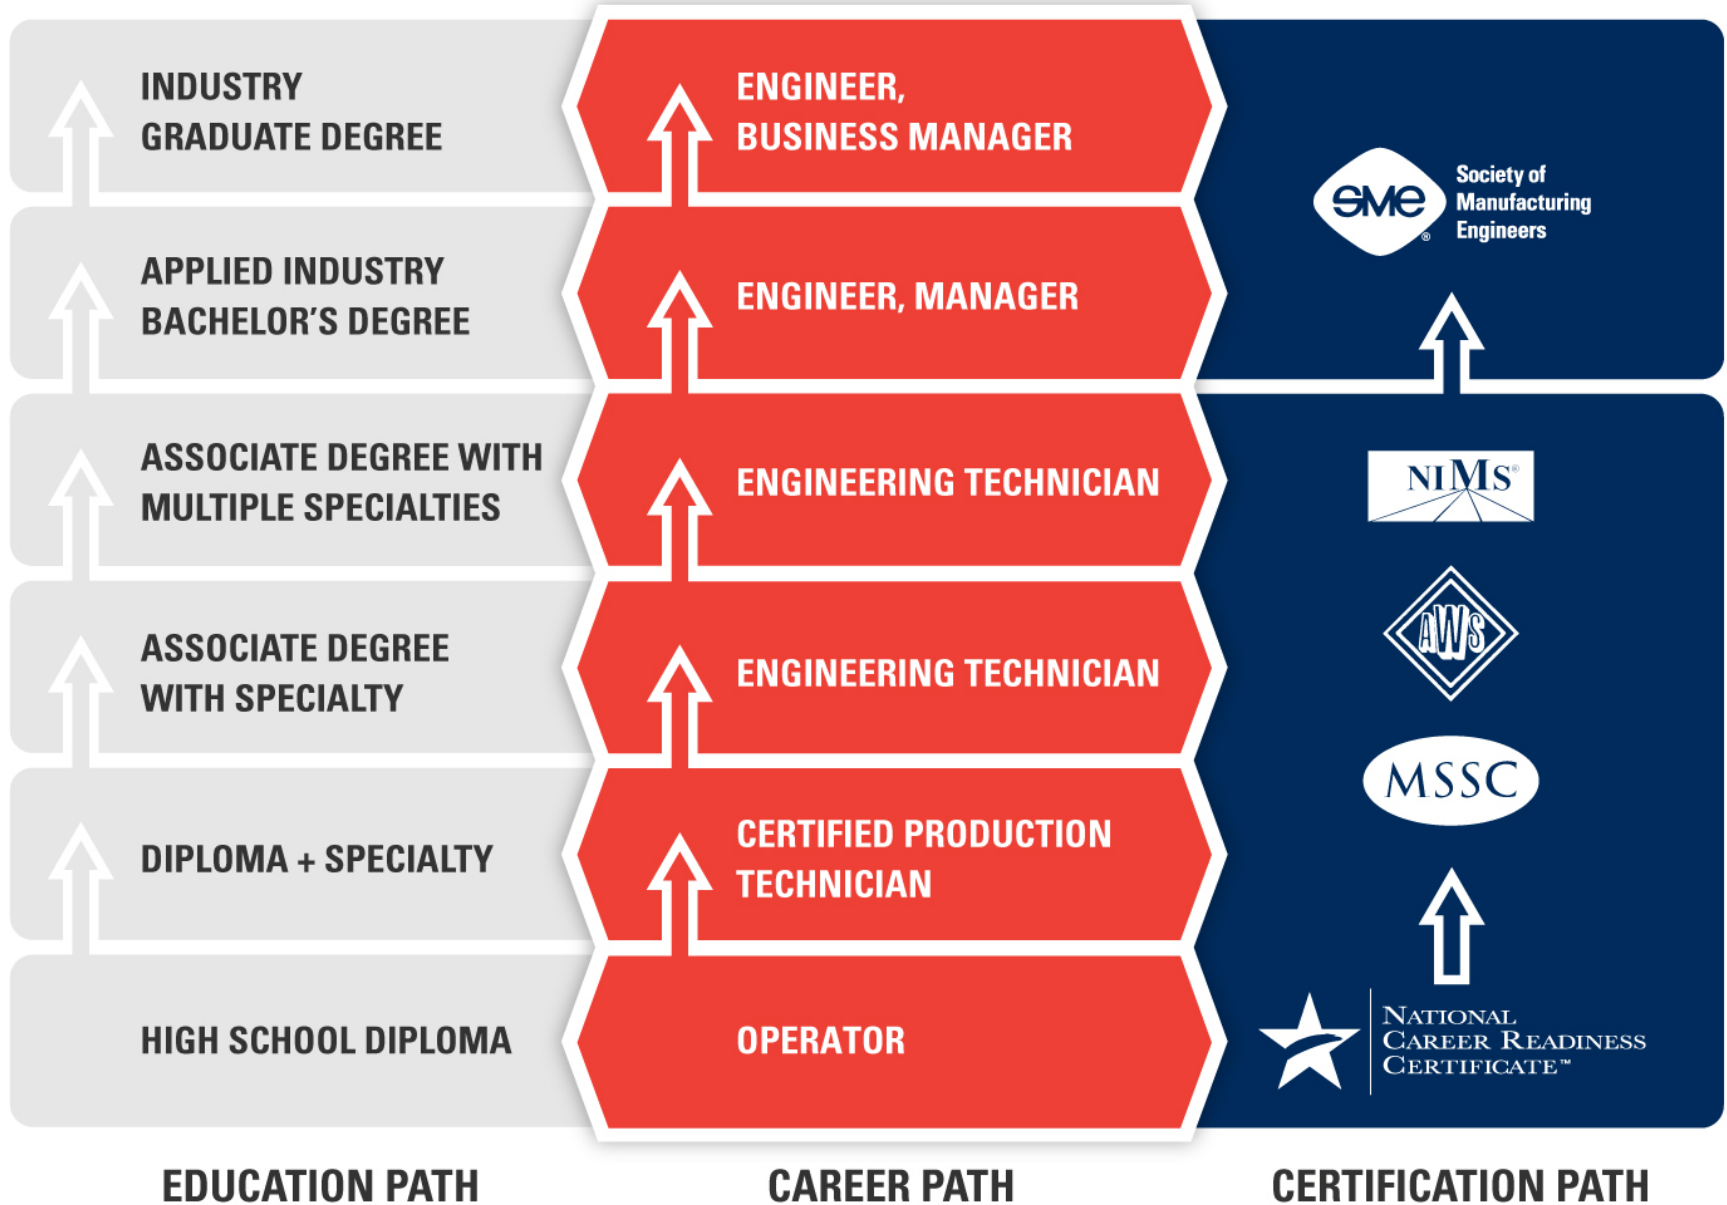 INDUSTRY
GRADUATE DEGREE
ENGINEER,
BUSINESS MANAGER
SME®
Society of
Manufacturing
Engineers
APPLIED INDUSTRY
BACHELOR'S DEGREE
ENGINEER, MANAGER
ASSOCIATE DEGREE WITH
MULTIPLE SPECIALTIES
ENGINEERING TECHNICIAN
NIMS®
AWS
ASSOCIATE DEGREE
WITH SPECIALTY
ENGINEERING TECHNICIAN
MSSC
DIPLOMA + SPECIALTY
CERTIFIED PRODUCTION
TECHNICIAN
HIGH SCHOOL DIPLOMA
OPERATOR
NATIONAL
CAREER READINESS
CERTIFICATE™
EDUCATION PATH
CAREER PATH
CERTIFICATION PATH